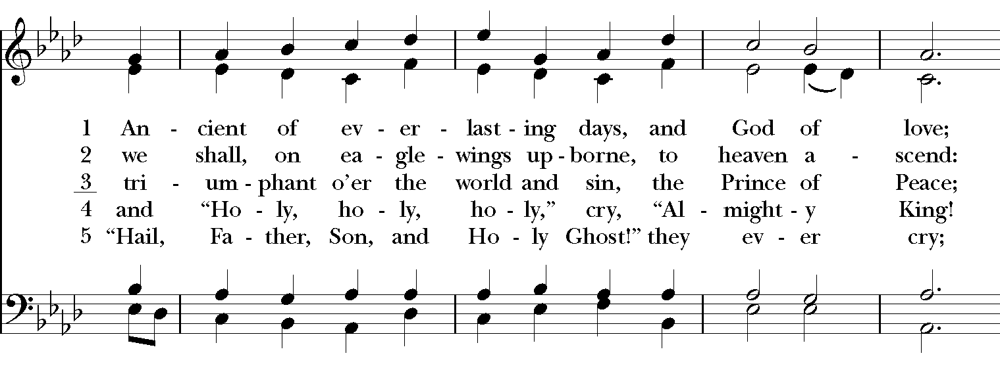 1 An - cient of ev - er - last - ing days, and God of love;
2 we shall, on ea - gle - wings up - borne, to heaven a - scend:
3 tri - um - phant o’er the world and sin, the Prince of Peace;
4 and “Ho - ly, ho - ly, ho - ly,” cry, “Al - might - y King!
5 “Hail, Fa - ther, Son, and Ho - ly Ghost!” they ev - er cry;